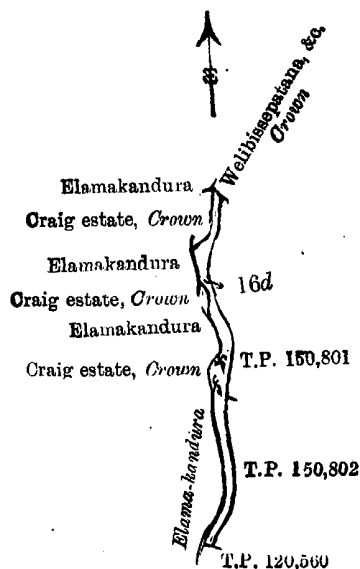 Welibissepatana, &c.
Crown
Elamakandura
Craig estate, Crown
Elamakandura
16d
Craig estate, Crown
Elamakandura
T.P. 150,801
Craig estate, Crown
Elama-kandura
T.P. 150,802
T.P. 120,560